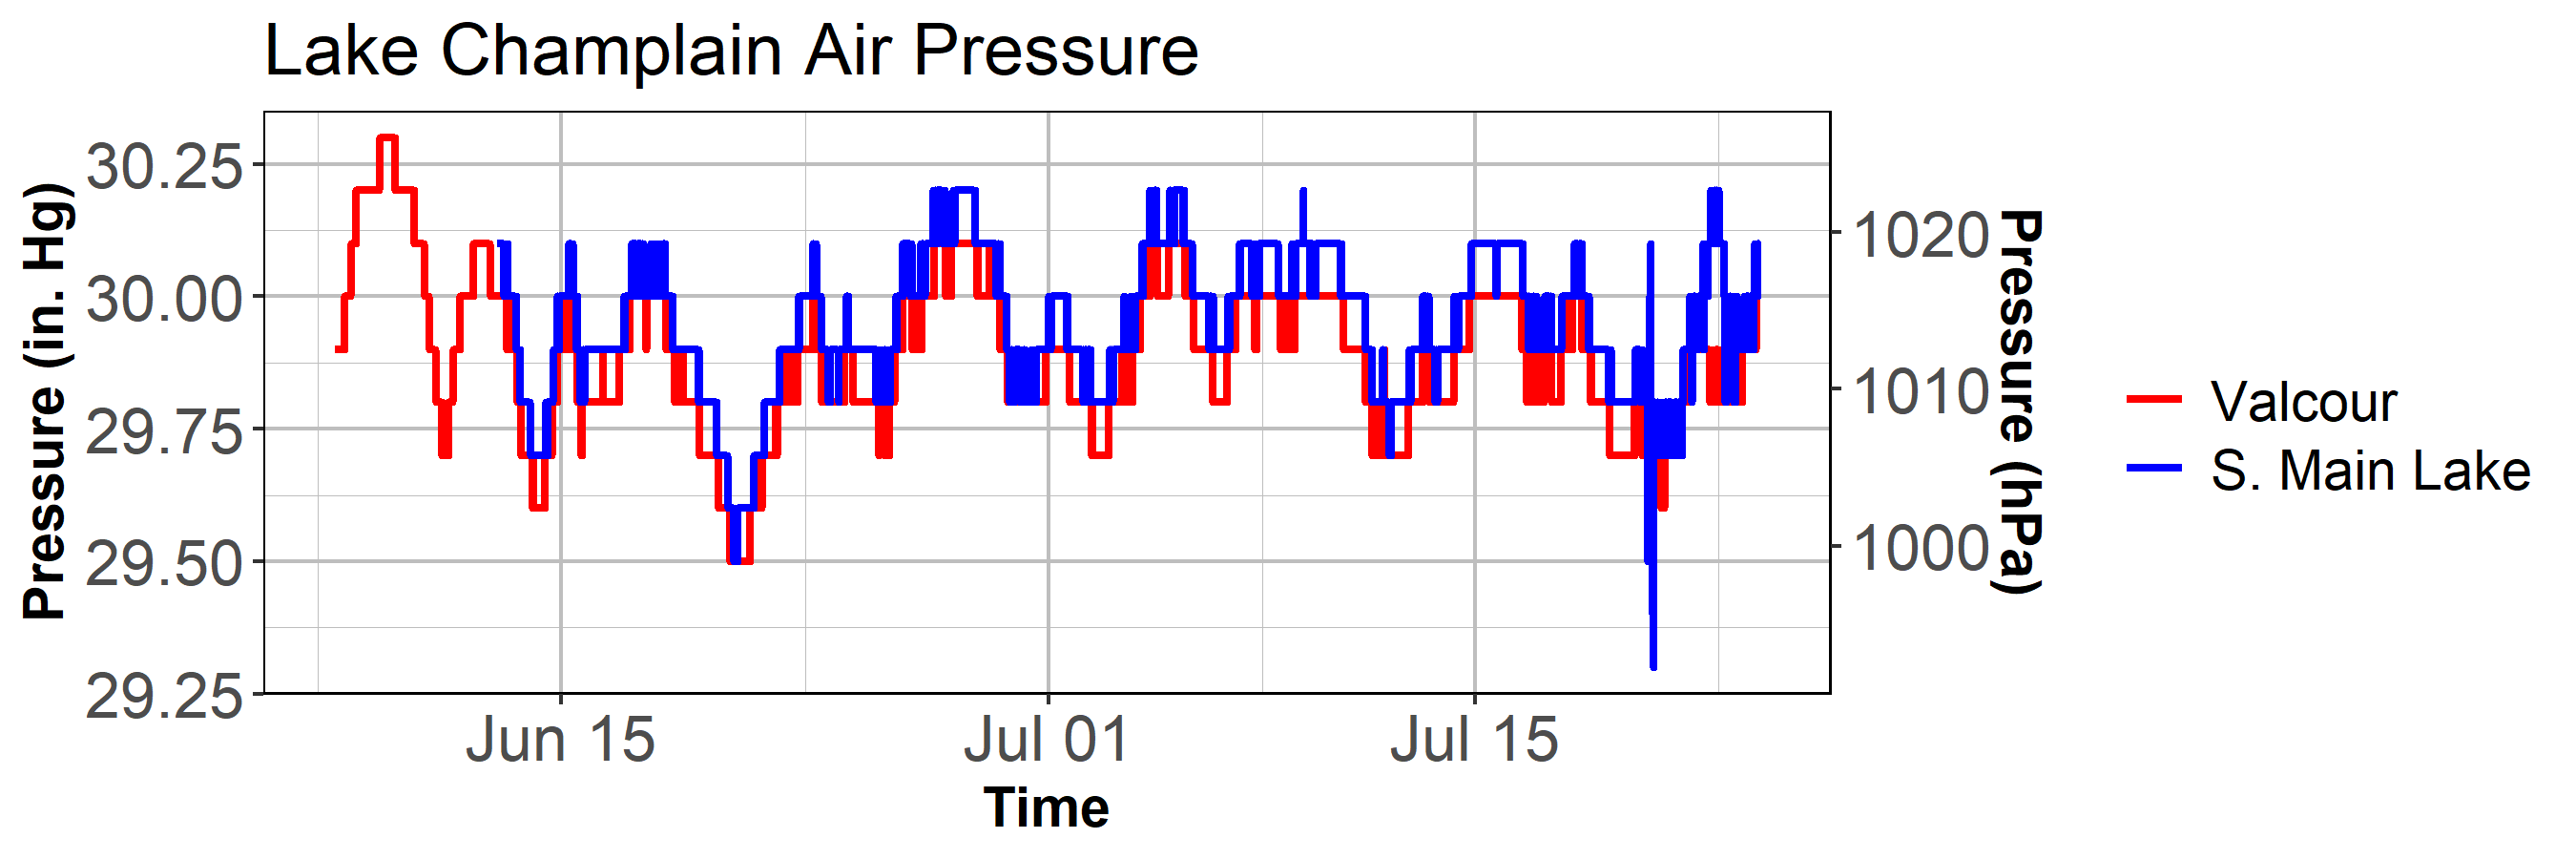 Lake Champlain Air Pressure
Pressure (in. Hg)
30.25
30.00
29.75
29.50
29.25
Jun 15
Jul 01
Jul 15
Time
1020
1010
1000
Pressure (hPa)
Valcour
S. Main Lake